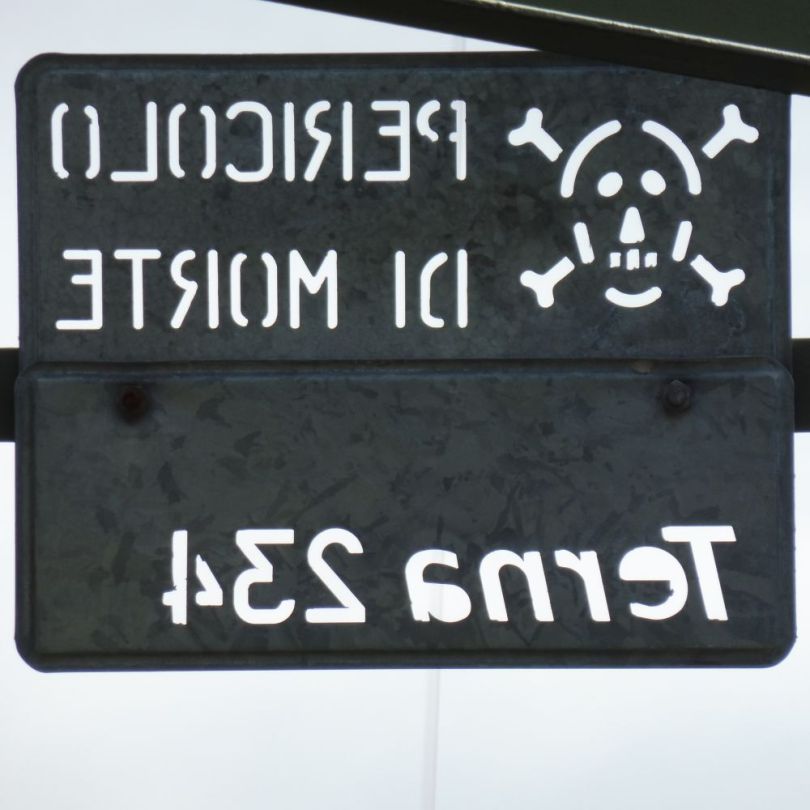 PERICOLO
DI MORTE
Terna 234